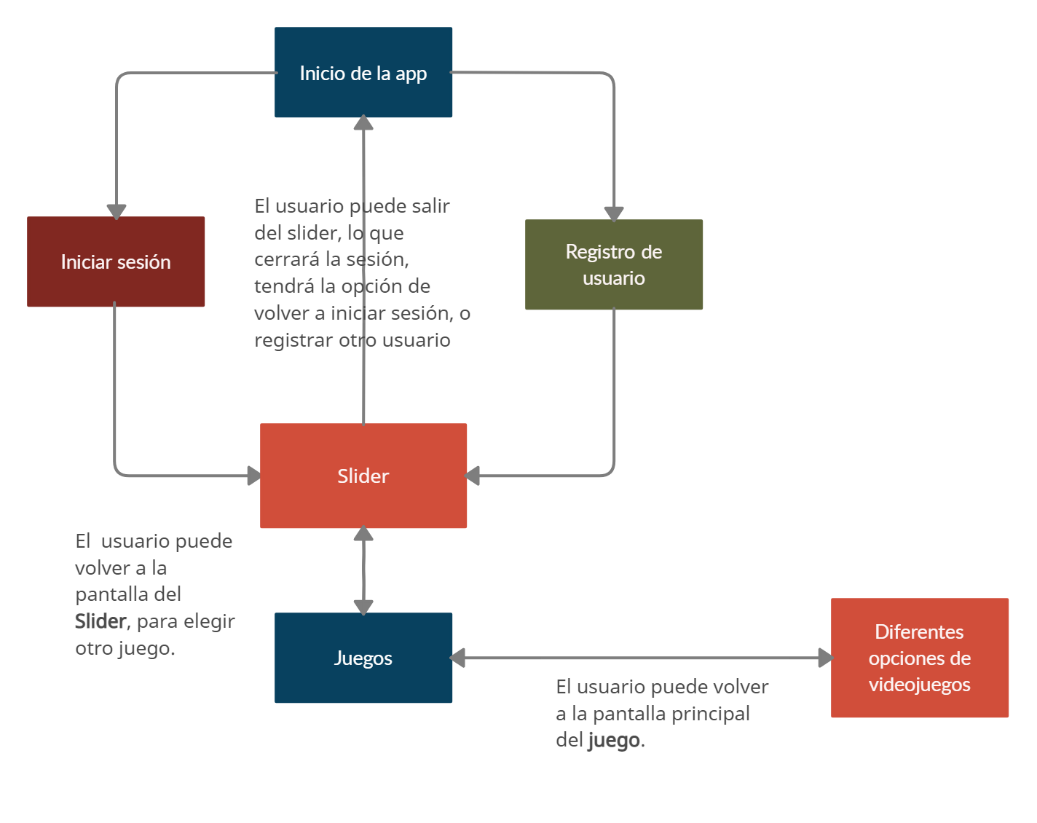 Inicio de la app
El usuario puede salir
del slider, lo que
cerrará la sesión,
tendrá la opción de
volver a iniciar sesión, o
registrar otro usuario
Iniciar sesión
Registro de
usuario
Slider
El  usuario puede
volver a la
pantalla del
Slider, para elegir
otro juego.
Juegos
Diferentes
opciones de
videojuegos
El usuario puede volver
a la pantalla principal
del juego.